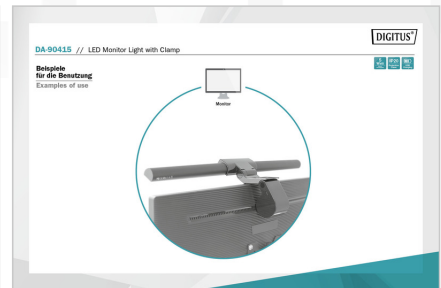 DIGITUS®
DA-90415 // LED Monitor Light with Clamp
Beispiele
für die Benutzung
Examples of use
Monitor